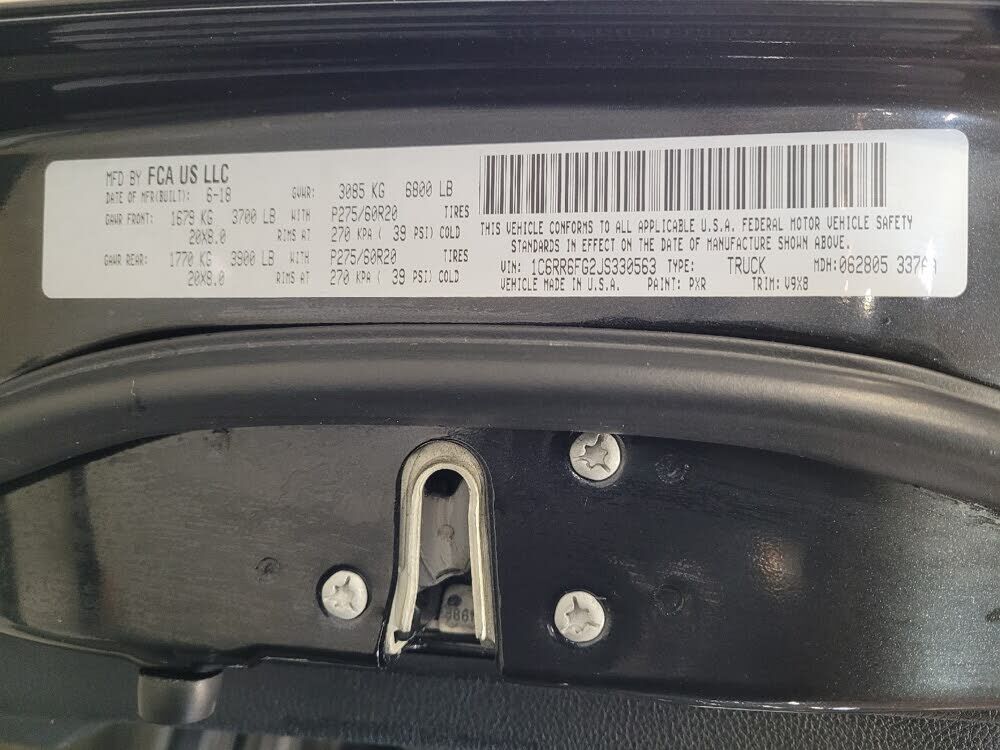 MFD BY FCA US LLC
DATE OF MFR(BUILT): 6-18 GVWR: 3085 KG 6800 LB
GAWR FRONT: 1679 KG 3700 LB WITH P275/60R20 TIRES
20X8.0 RIMS AT 270 KPA ( 39 PSI) COLD
GAWR REAR: 1770 KG 3900 LB WITH P275/60R20 TIRES
20X8.0 RIMS AT 270 KPA ( 39 PSI) COLD
THIS VEHICLE CONFORMS TO ALL APPLICABLE U.S.A. FEDERAL MOTOR VEHICLE SAFETY
STANDARDS IN EFFECT ON THE DATE OF MANUFACTURE SHOWN ABOVE.
VIN: 1C6RR6FG2JS330563 TYPE: TRUCK MDH: 062805
VEHICLE MADE IN U.S.A. PAINT: PXR TRIM: V9X8